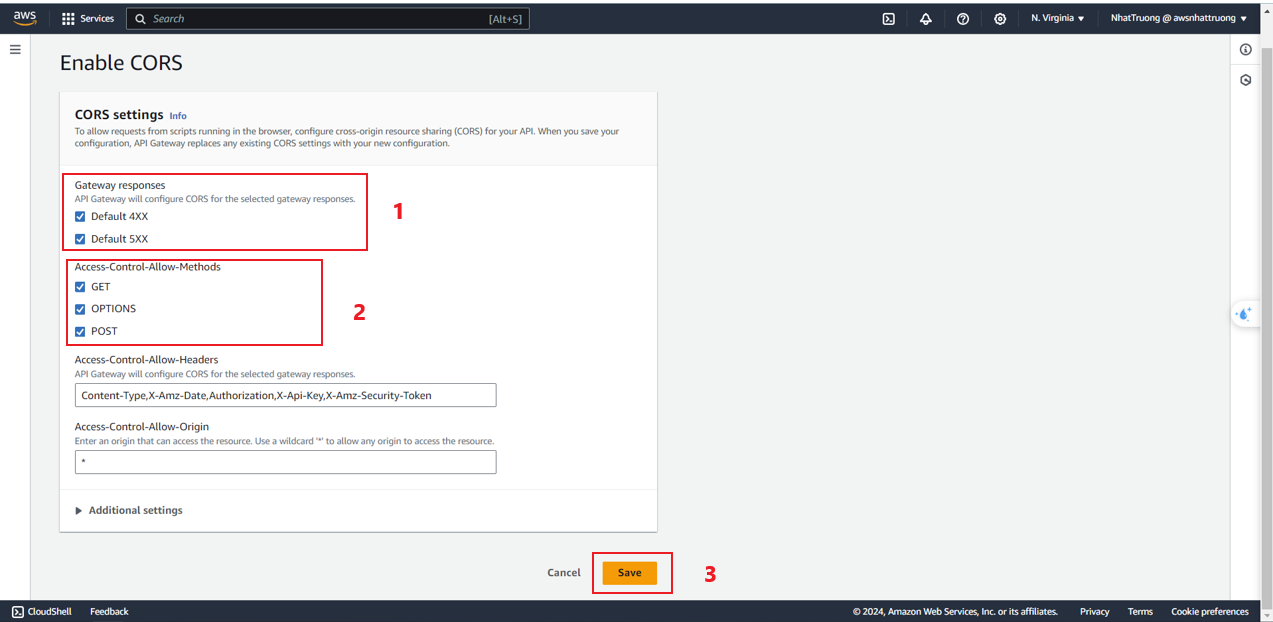 aws
Services
Search
[Alt+S]
N. Virginia
NhatTruong @ awsnhattruong
Enable CORS
CORS settings Info
To allow requests from scripts running in the browser, configure cross-origin resource sharing (CORS) for your API. When you save your
configuration, API Gateway replaces any existing CORS settings with your new configuration.
Gateway responses
API Gateway will configure CORS for the selected gateway responses.
Default 4XX
Default 5XX
1
Access-Control-Allow-Methods
GET
OPTIONS
POST
2
Access-Control-Allow-Headers
API Gateway will configure CORS for the selected gateway responses.
Content-Type,X-Amz-Date,Authorization,X-Api-Key,X-Amz-Security-Token
Access-Control-Allow-Origin
Enter an origin that can access the resource. Use a wildcard '*' to allow any origin to access the resource.
*
Additional settings
Cancel
Save
3
CloudShell
Feedback
© 2024, Amazon Web Services, Inc. or its affiliates.
Privacy
Terms
Cookie preferences